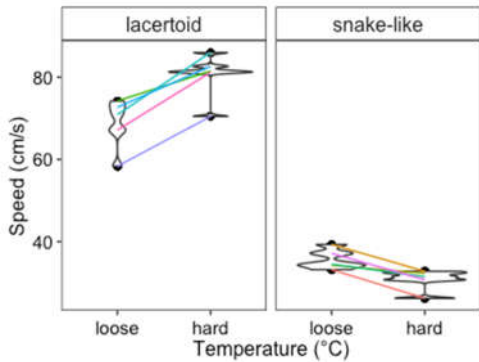 lacertoid snake-like
80
60
40
Speed (cm/s)
loose hard loose hard
Temperature (°C)